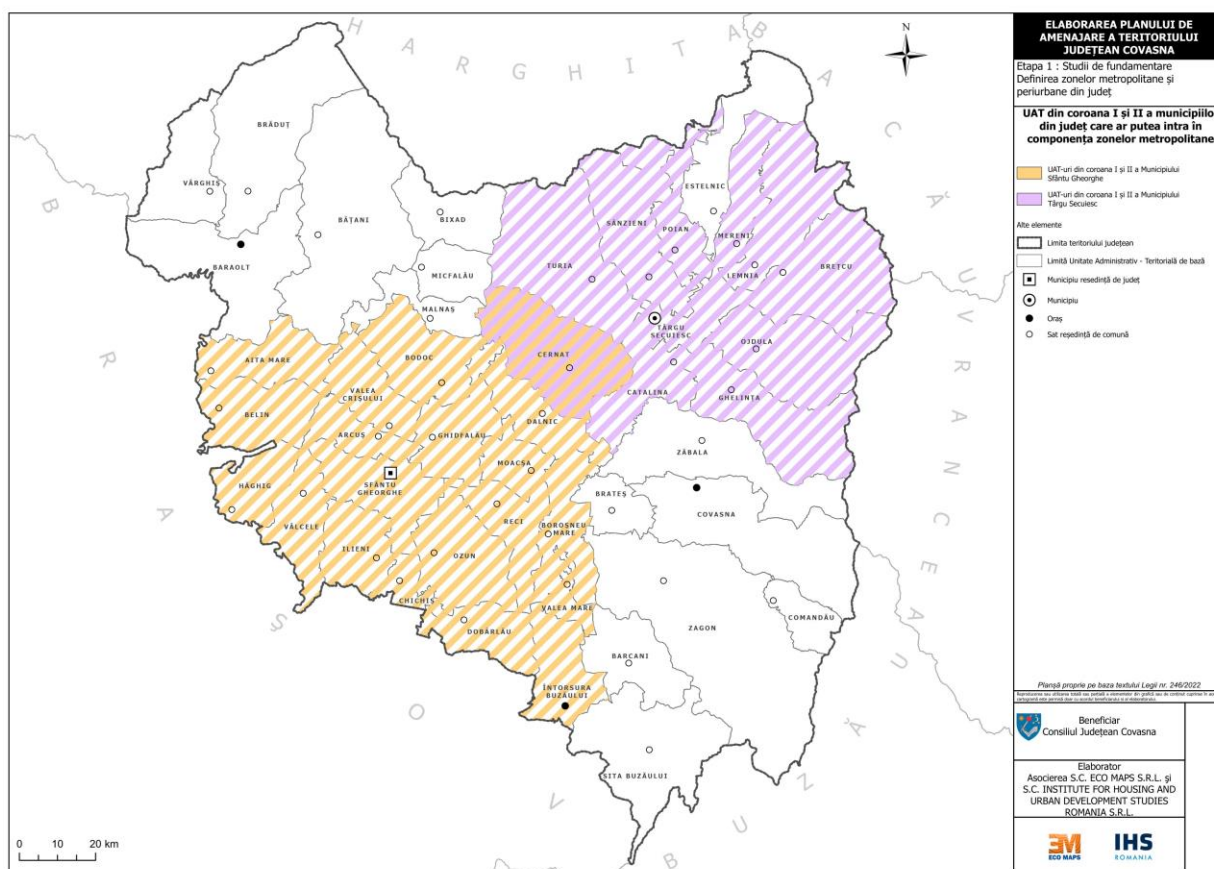 HARGHITA
BACĂU
VRANCEA
BUZĂU
BRAȘOV
N
BRĂDUȚ
VÂRGHIȘ
BĂȚANI
BIXAD
BARAOLT
MICFALĂU
MALNAȘ
ESTELNIC
SÂNZIENI
POIAN
MERENI
TURIA
LEMNIA
BREȚCU
TÂRGU
SECUIESC
OJDULA
CERNAT
CATALINA
GHELINȚA
AITA MARE
BODOC
VALEA
CRIȘULUI
BELIN
DALNIC
ARCUȘ
GHIDFALĂU
ZĂBALA
MOACȘA
HĂGHIG
SFÂNTU
GHEORGHE
BRATEȘ
COVASNA
RECI
VÂLCELE
BOROȘNEU
MARE
ILIENI
OZUN
CHICHIȘ
VALEA MARE
COMANDĂU
ZAGON
DOBÂRLĂU
BARCANI
ÎNTORSURA
BUZĂULUI
SITA BUZĂULUI
0 10 20 km
ELABORAREA PLANULUI DE
AMENAJARE A TERITORIULUI
JUDEȚEAN COVASNA
Etapa 1 : Studii de fundamentare
Definirea zonelor metropolitane și
periurbane din județ
UAT din coroana I și II a municipiilo
din județ care ar putea intra în
componența zonelor metropolitane
UAT-uri din coroana I și II a Municipiului
Sfântu Gheorghe
UAT-uri din coroana I și II a Municipiului
Târgu Secuiesc
Alte elemente
Limita teritoriului județean
Limită Unitate Administrativ - Teritorială de bază
Municipiu resedință de județ
Municipiu
Oraș
Sat reședință de comună
Planșă proprie pe baza textului Legii nr. 246/2022
Beneficiar
Consiliul Județean Covasna
Elaborator
Asocierea S.C. ECO MAPS S.R.L. și
S.C. INSTITUTE FOR HOUSING AND
URBAN DEVELOPMENT STUDIES
ROMANIA S.R.L.
EM
ECO MAPS
IHS
ROMANIA